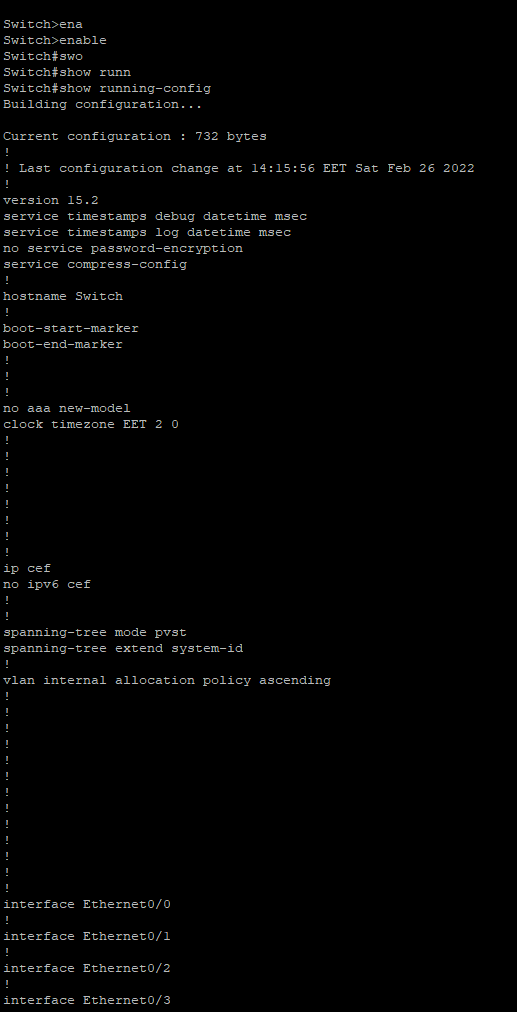 Switch>ena
Switch>enable
Switch#swo
Switch#show runn
Switch#show running-config
Building configuration...
Current configuration : 732 bytes
!
! Last configuration change at 14:15:56 EET Sat Feb 26 2022
!
version 15.2
service timestamps debug datetime msec
service timestamps log datetime msec
no service password-encryption
service compress-config
!
hostname Switch
!
boot-start-marker
boot-end-marker
!
!
!
no aaa new-model
clock timezone EET 2 0
!
!
!
!
!
!
!
!
ip cef
no ipv6 cef
!
!
spanning-tree mode pvst
spanning-tree extend system-id
!
vlan internal allocation policy ascending
!
!
!
!
!
!
!
!
!
!
!
!
!
interface Ethernet0/0
!
interface Ethernet0/1
!
interface Ethernet0/2
!
interface Ethernet0/3